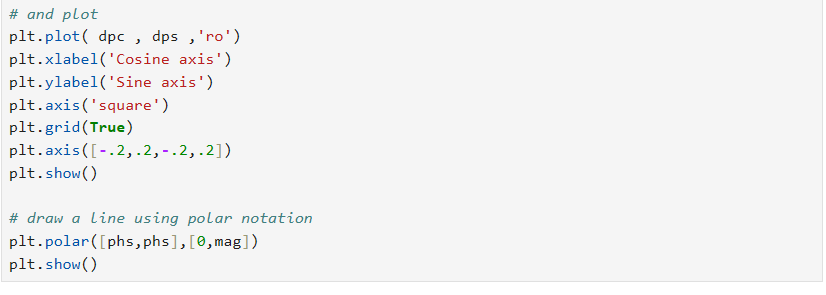 # and plot
plt.plot( dpc , dps ,'ro')
plt.xlabel('Cosine axis')
plt.ylabel('Sine axis')
plt.axis('square')
plt.grid(True)
plt.axis([-.2,.2,-.2,.2])
plt.show()

# draw a line using polar notation
plt.polar([phs,phs],[0,mag])
plt.show()